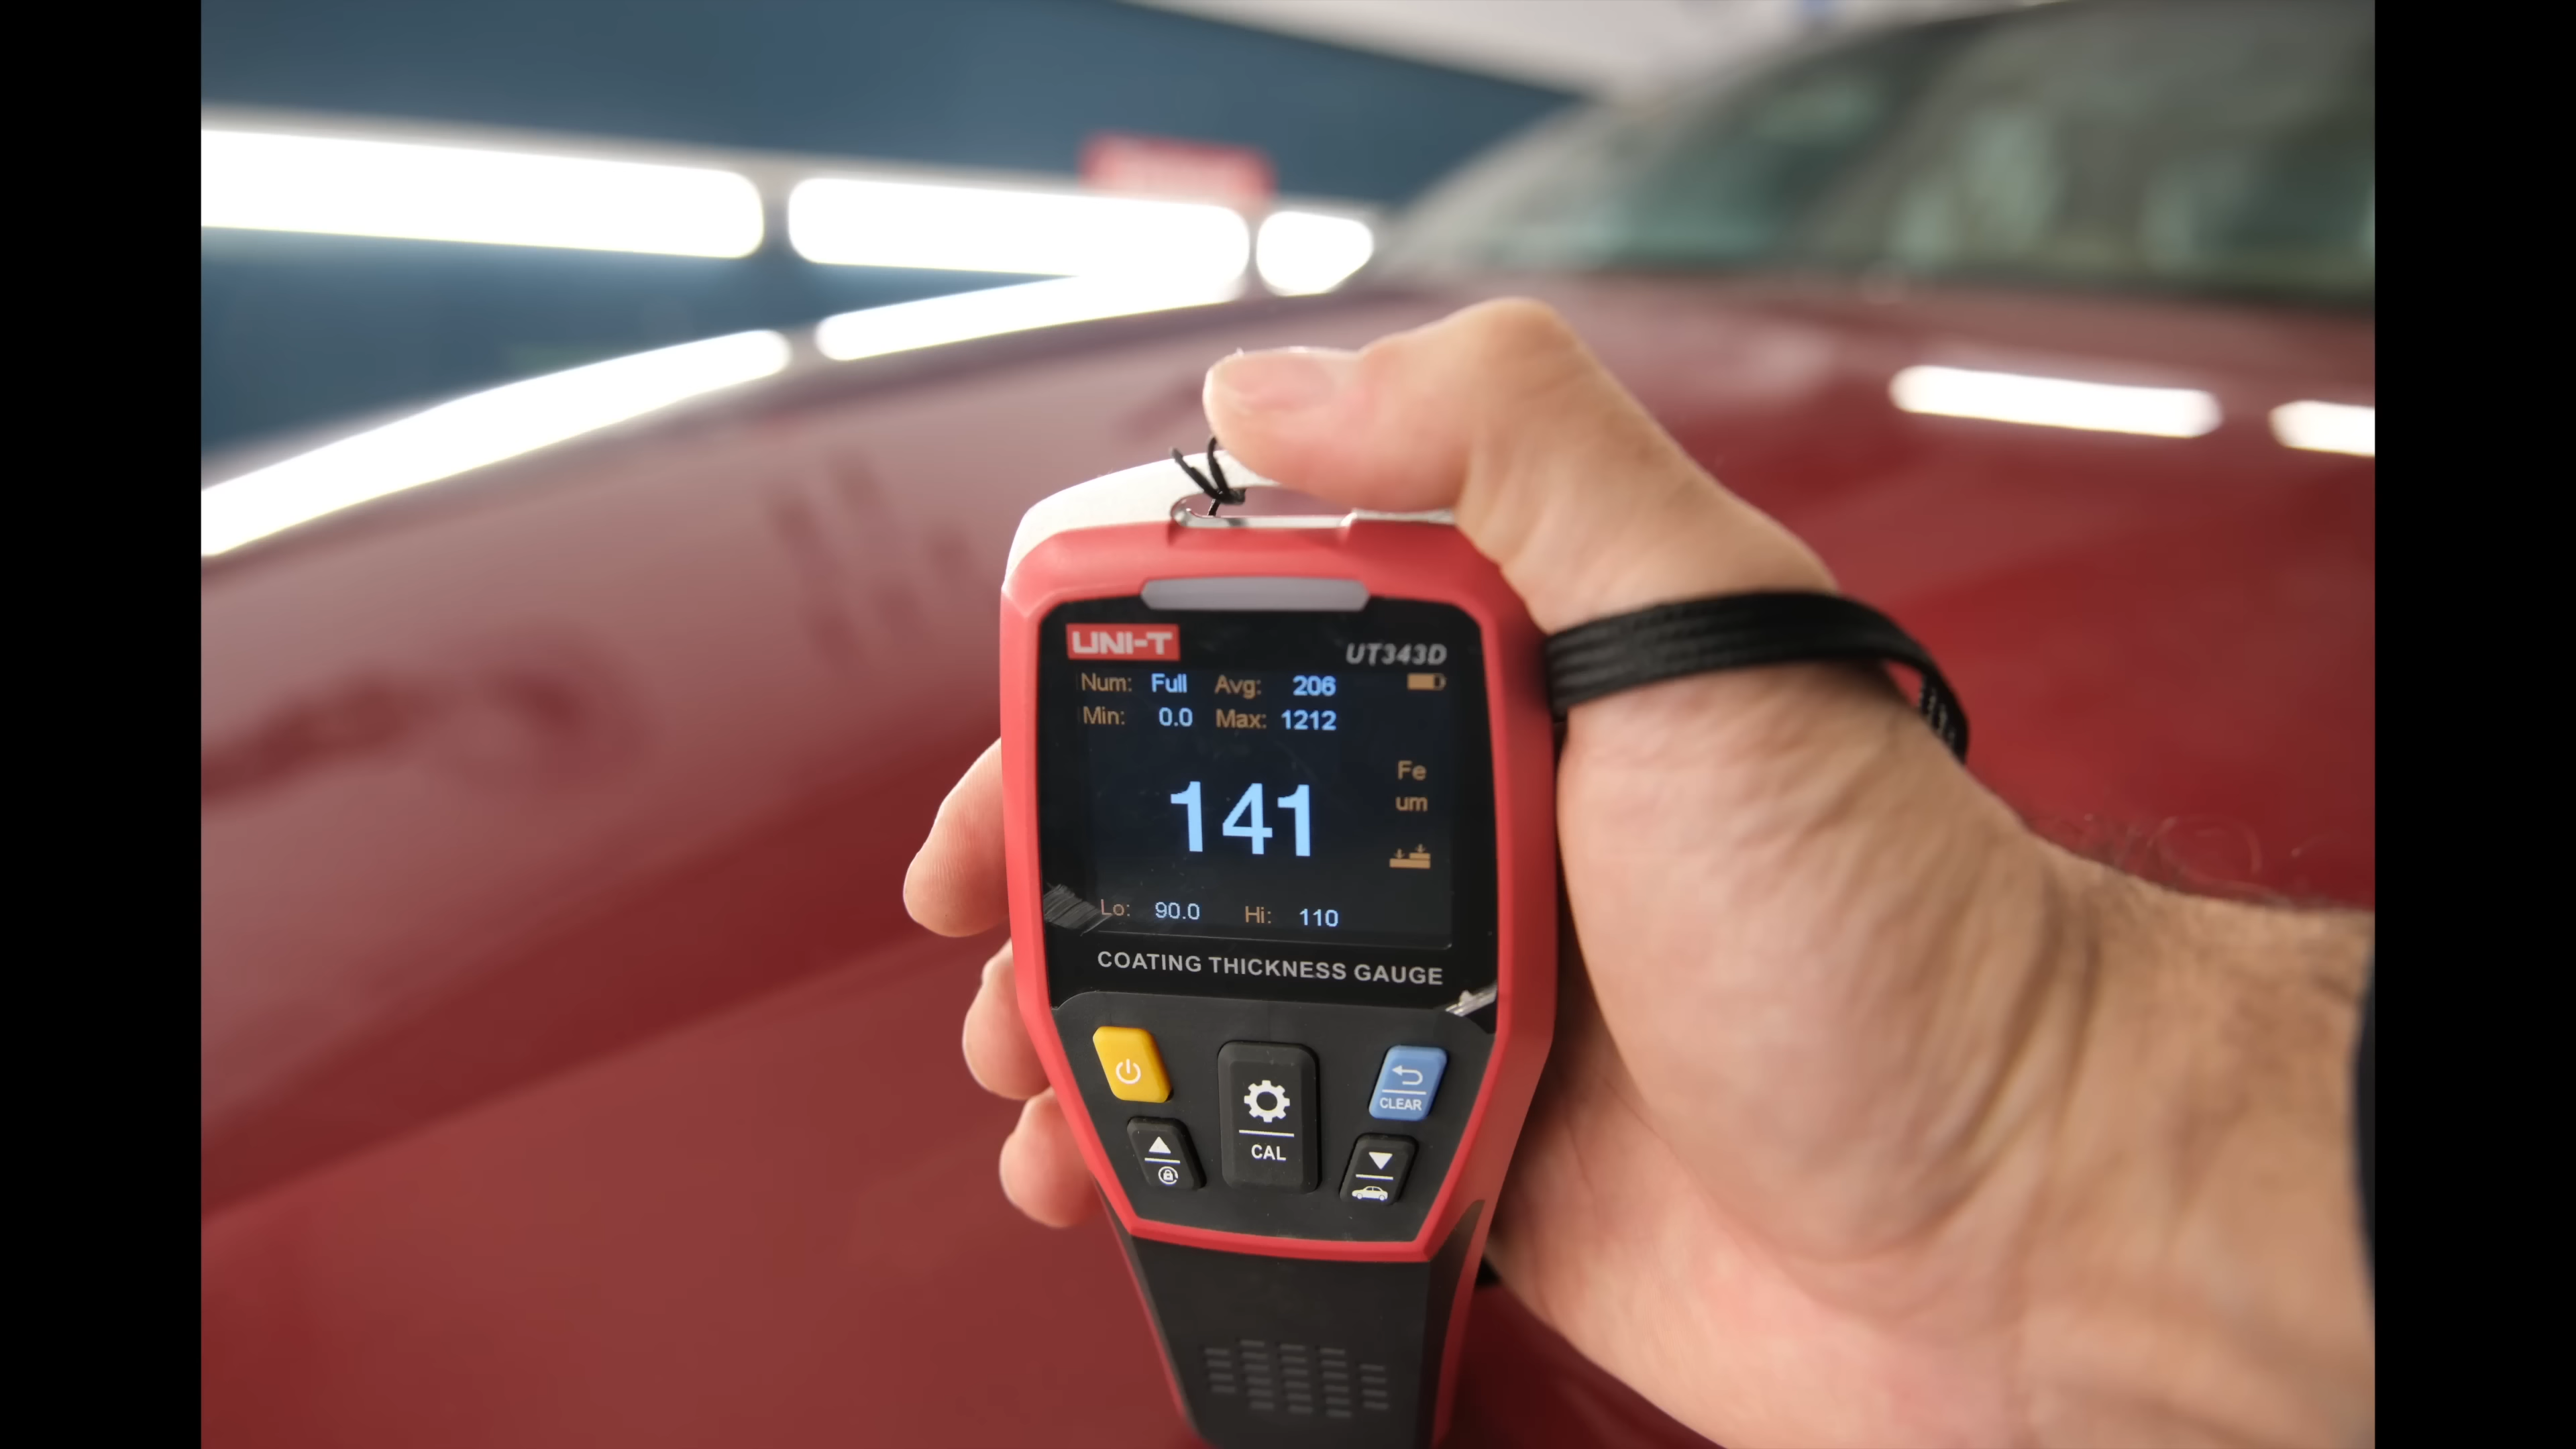 UNI-T UT343D
Num: Full Avg: 206
Min: 0.0 Max: 1212
Fe
um
141
Lo: 90.0 Hi: 110
COATING THICKNESS GAUGE
CLEAR
CAL